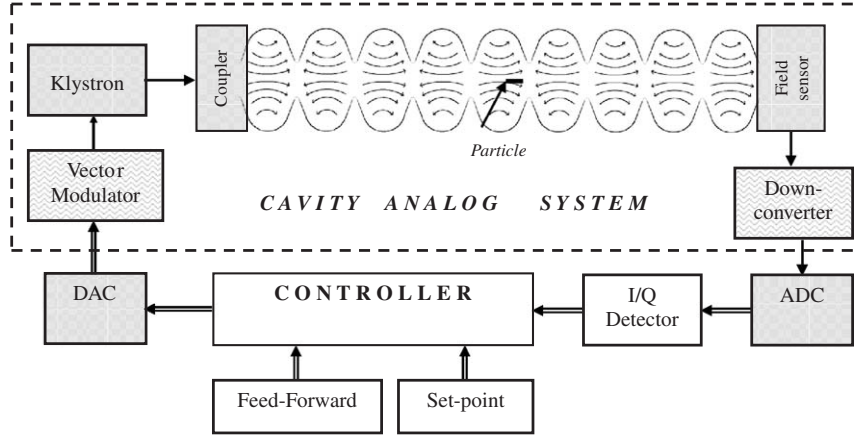 Klystron
Coupler
Field
sensor
Particle
Vector
Modulator
CAVITY ANALOG SYSTEM
Down-
converter
DAC
CONTROLLER
I/Q
Detector
ADC
Feed-Forward
Set-point